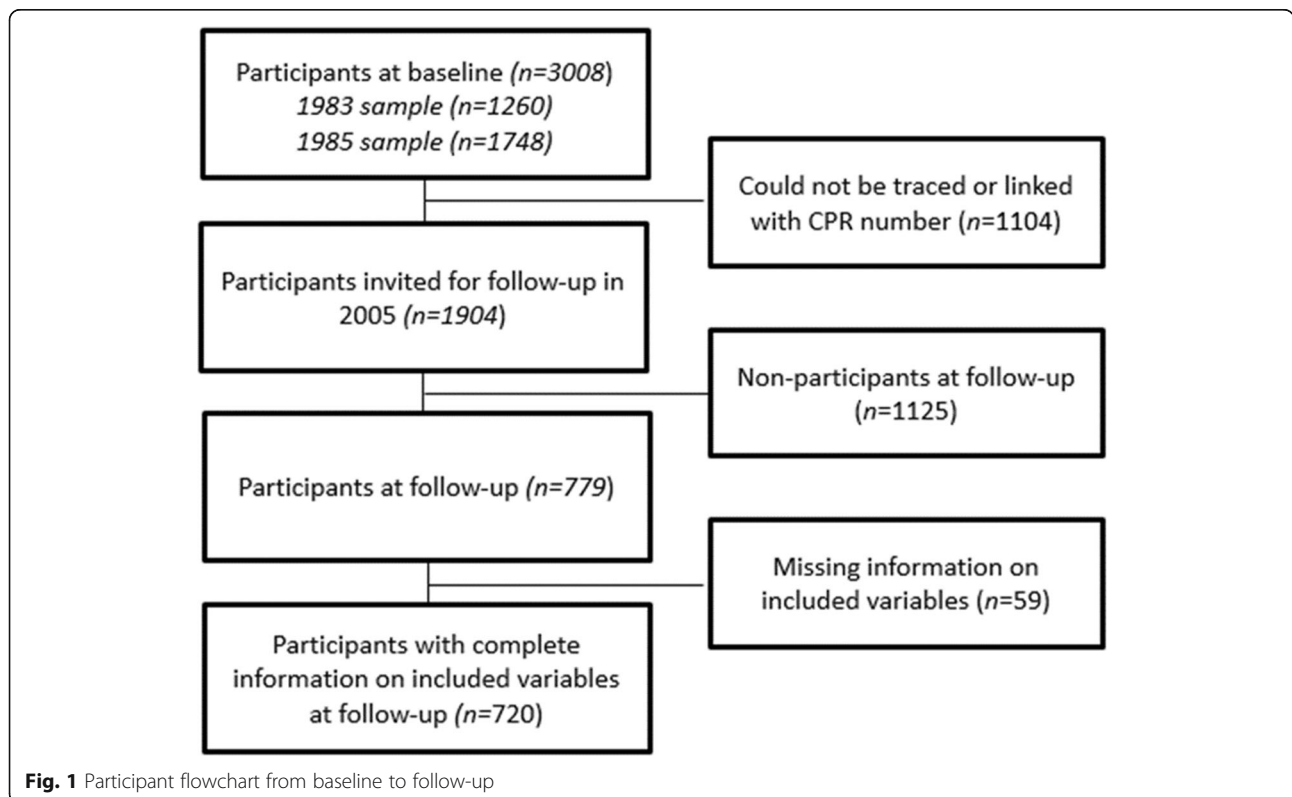 Participants at baseline (n=3008)
1983 sample (n=1260)
1985 sample (n=1748)
Could not be traced or linked
with CPR number (n=1104)
Participants invited for follow-up in
2005 (n=1904)
Non-participants at follow-up
(n=1125)
Participants at follow-up (n=779)
Missing information on
included variables (n=59)
Participants with complete
information on included variables
at follow-up (n=720)
Fig. 1 Participant flowchart from baseline to follow-up